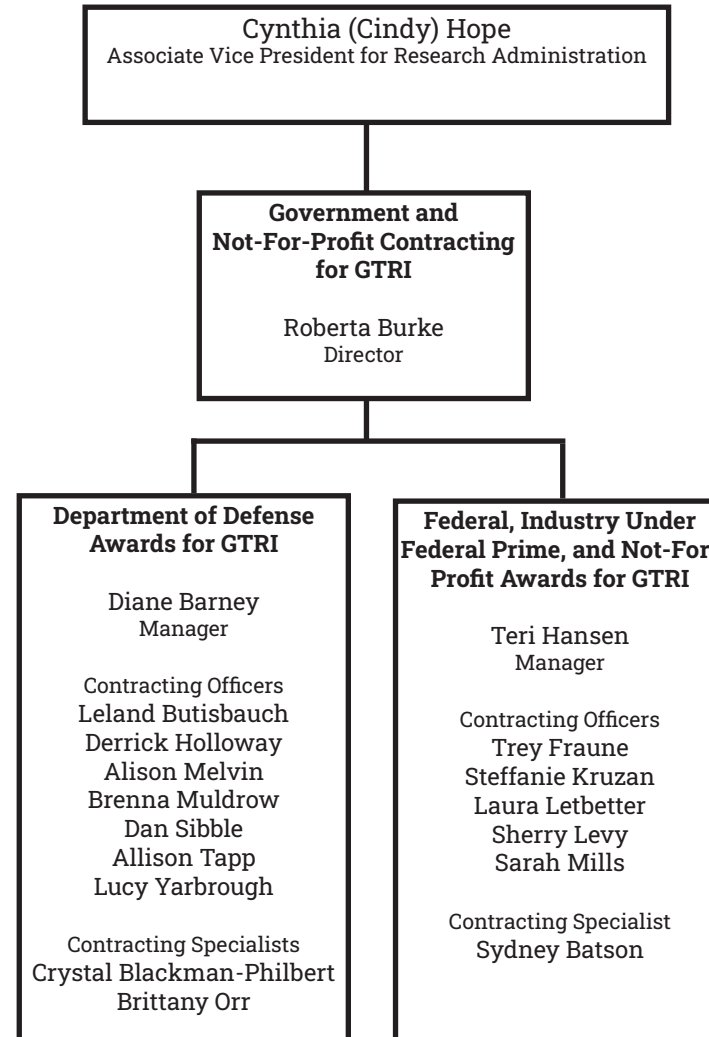 Cynthia (Cindy) Hope
Associate Vice President for Research Administration
Government and
Not-For-Profit Contracting
for GTRI
Roberta Burke
Director
Department of Defense
Awards for GTRI
Diane Barney
Manager
Contracting Officers
Leland Butisbauch
Derrick Holloway
Alison Melvin
Brenna Muldrow
Dan Sibble
Allison Tapp
Lucy Yarbrough
Contracting Specialists
Crystal Blackman-Philbert
Brittany Orr
Federal, Industry Under
Federal Prime, and Not-For
Profit Awards for GTRI
Teri Hansen
Manager
Contracting Officers
Trey Fraune
Steffanie Kruzan
Laura Letbetter
Sherry Levy
Sarah Mills
Contracting Specialist
Sydney Batson